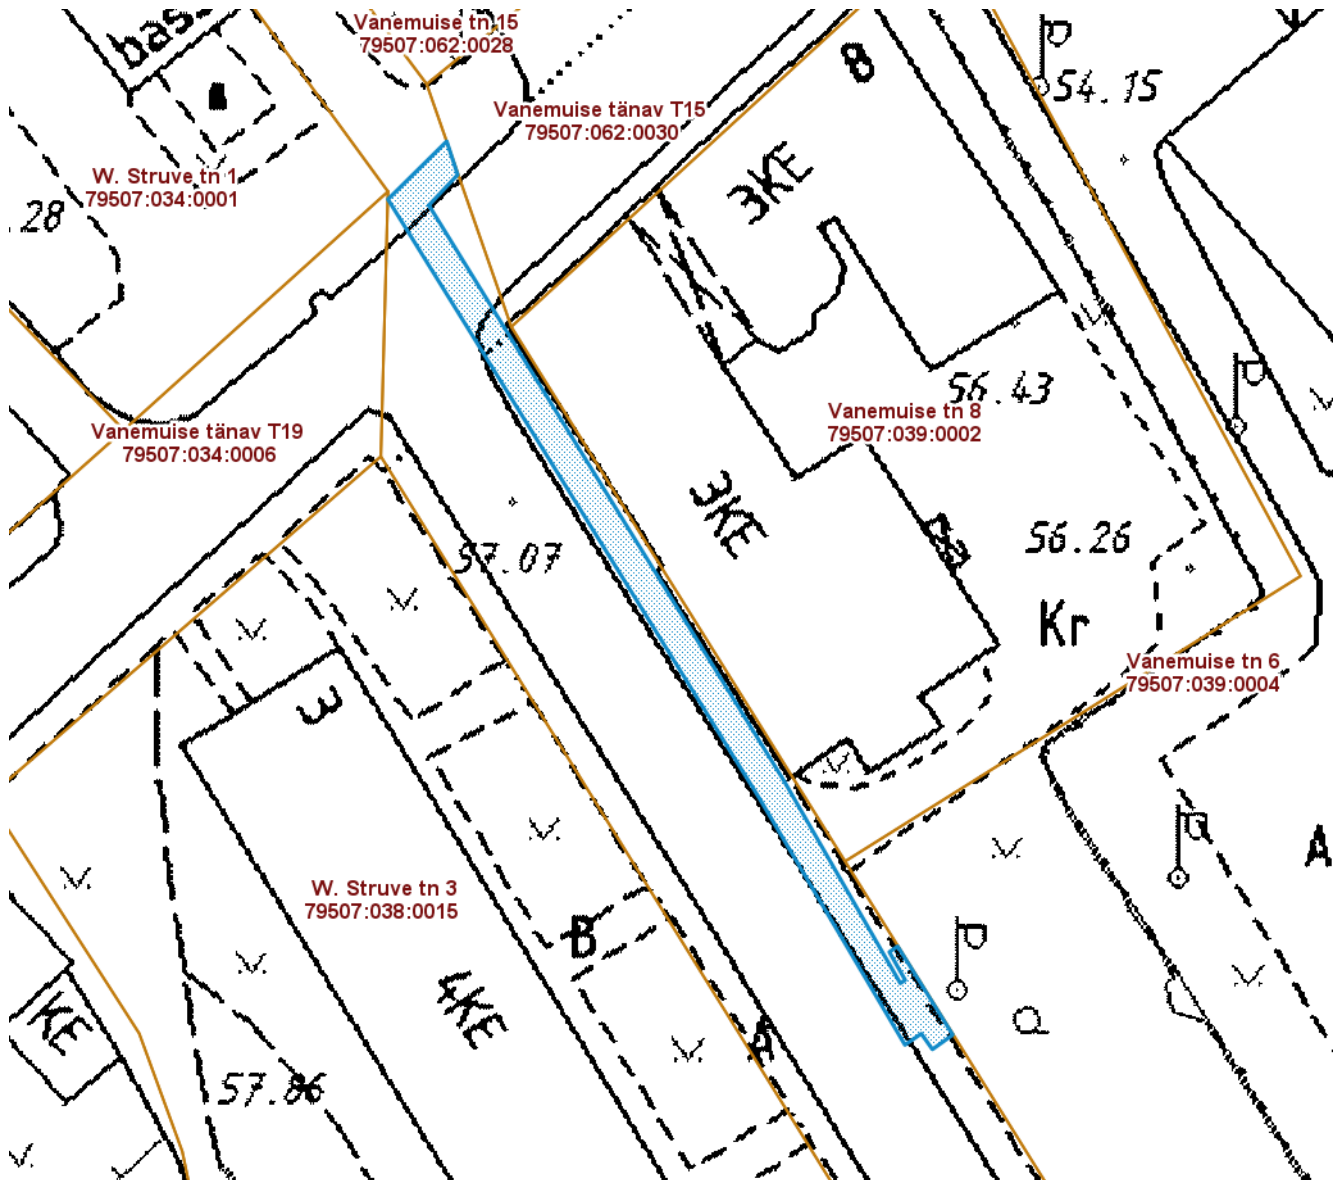 Vanemuise tn 15
79507:062:0028
bass
8
54.15
Vanemuise tänav T15
79507:062:0030
W. Struve tn 1
79507:034:0001
.28
3KE
56.43
Vanemuise tn 8
79507:039:0002
Vanemuise tänav T19
79507:034:0006
3KE
57.07
8a
56.26
Kr
Vanemuise tn 6
79507:039:0004
3
A
W. Struve tn 3
79507:038:0015
B
4KE
KE
A
57.86